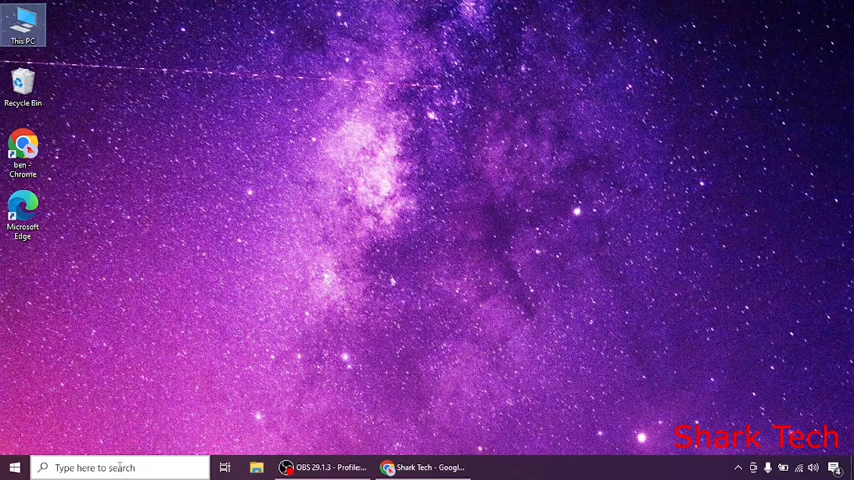 This PC
Recycle Bin
ben -
Chrome
Microsoft
Edge
Shark Tech
Type here to search
OBS 29.1.3 - Profile:...
Shark Tech - Googl...
4